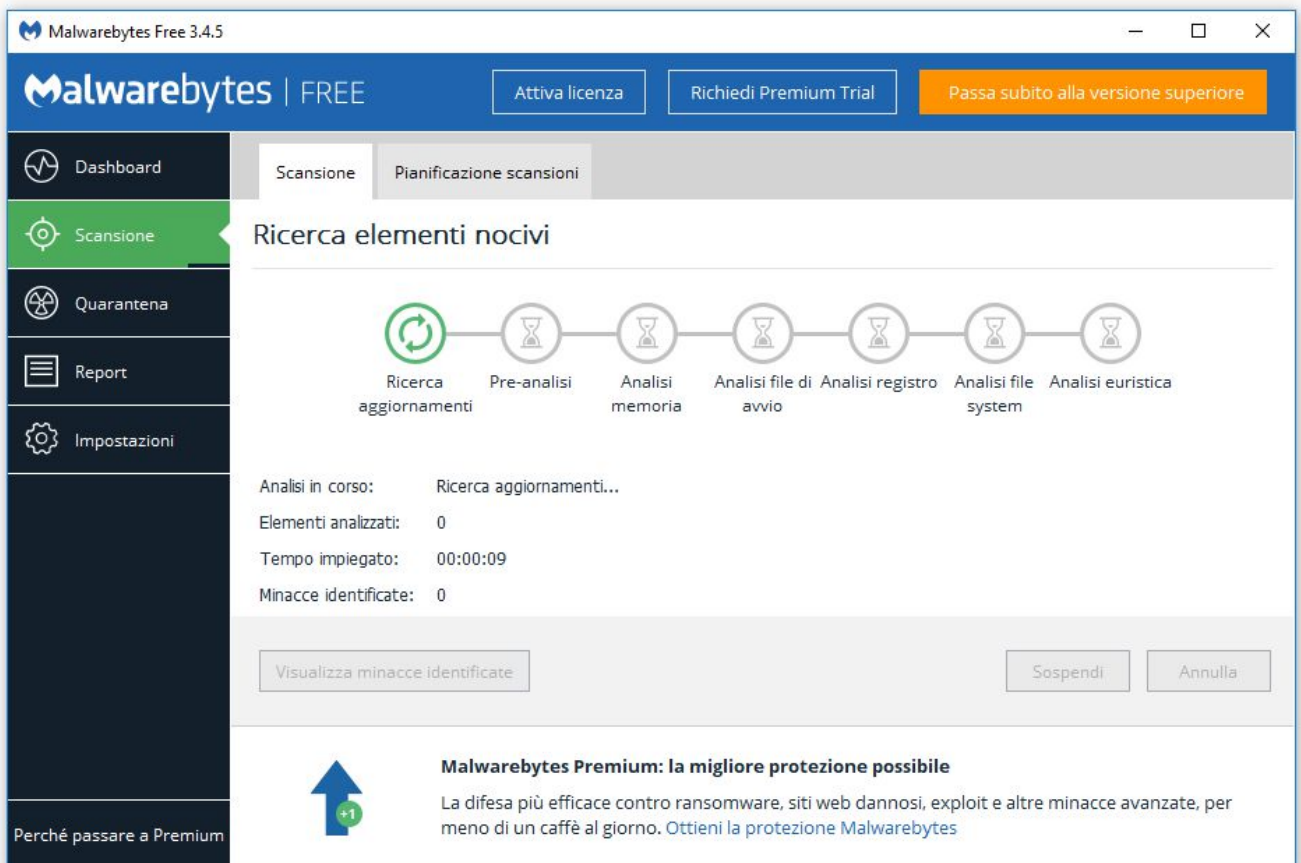 Malwarebytes Free 3.4.5
Malwarebytes | FREE
Attiva licenza
Richiedi Premium Trial
Passa subito alla versione superiore
Dashboard
Scansione
Quarantena
Report
Impostazioni
Perché passare a Premium
Scansione
Pianificazione scansioni
Ricerca elementi nocivi
Ricerca
aggiornamenti
Pre-analisi
Analisi
memoria
Analisi file di
avvio
Analisi registro
Analisi file
system
Analisi euristica
Analisi in corso: Ricerca aggiornamenti...
Elementi analizzati: 0
Tempo impiegato: 00:00:09
Minacce identificate: 0
Visualizza minacce identificate
Sospendi
Annulla
+1
Malwarebytes Premium: la migliore protezione possibile
La difesa più efficace contro ransomware, siti web dannosi, exploit e altre minacce avanzate, per
meno di un caffè al giorno. Ottieni la protezione Malwarebytes